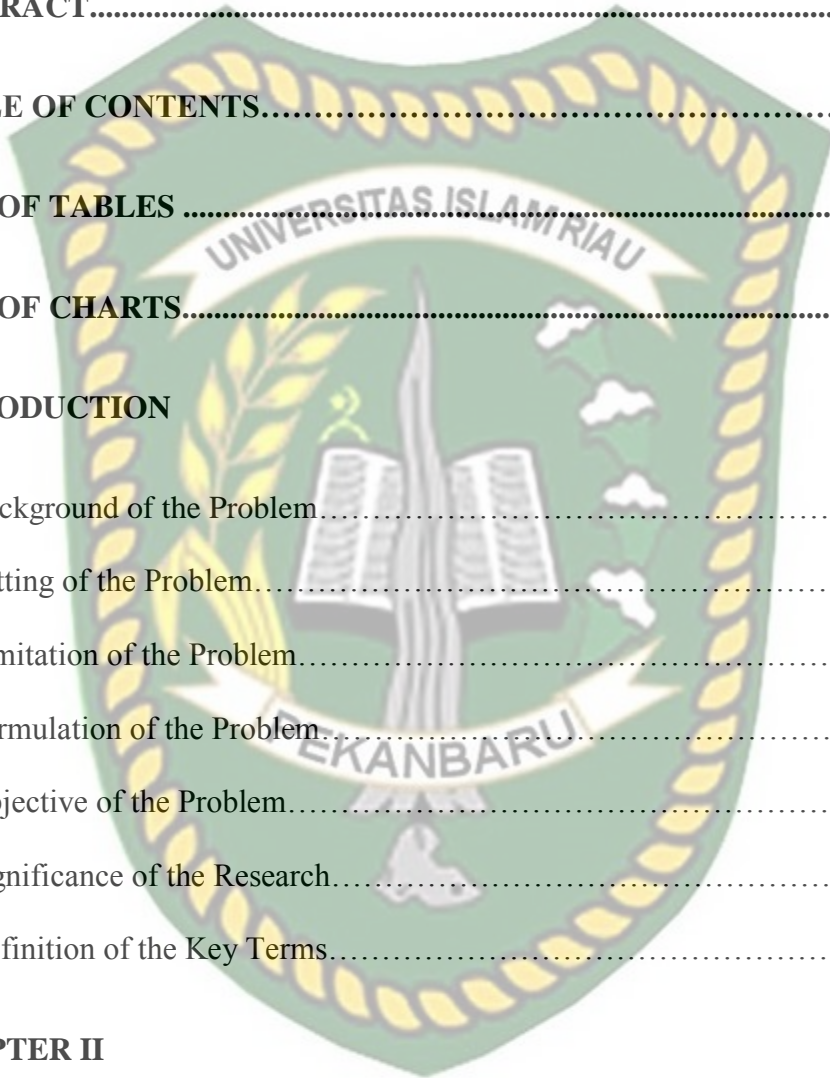 RACT
LE OF CONTENTS
OF TABLES
OF CHARTS
ODUCTION
ckground of the Problem
tting of the Problem
mitation of the Problem
rmulation of the Problem
jective of the Problem
gnificance of the Research
finition of the Key Terms
PTER II
UNIVERSITAS ISLAM RIAU
PEKANBARU